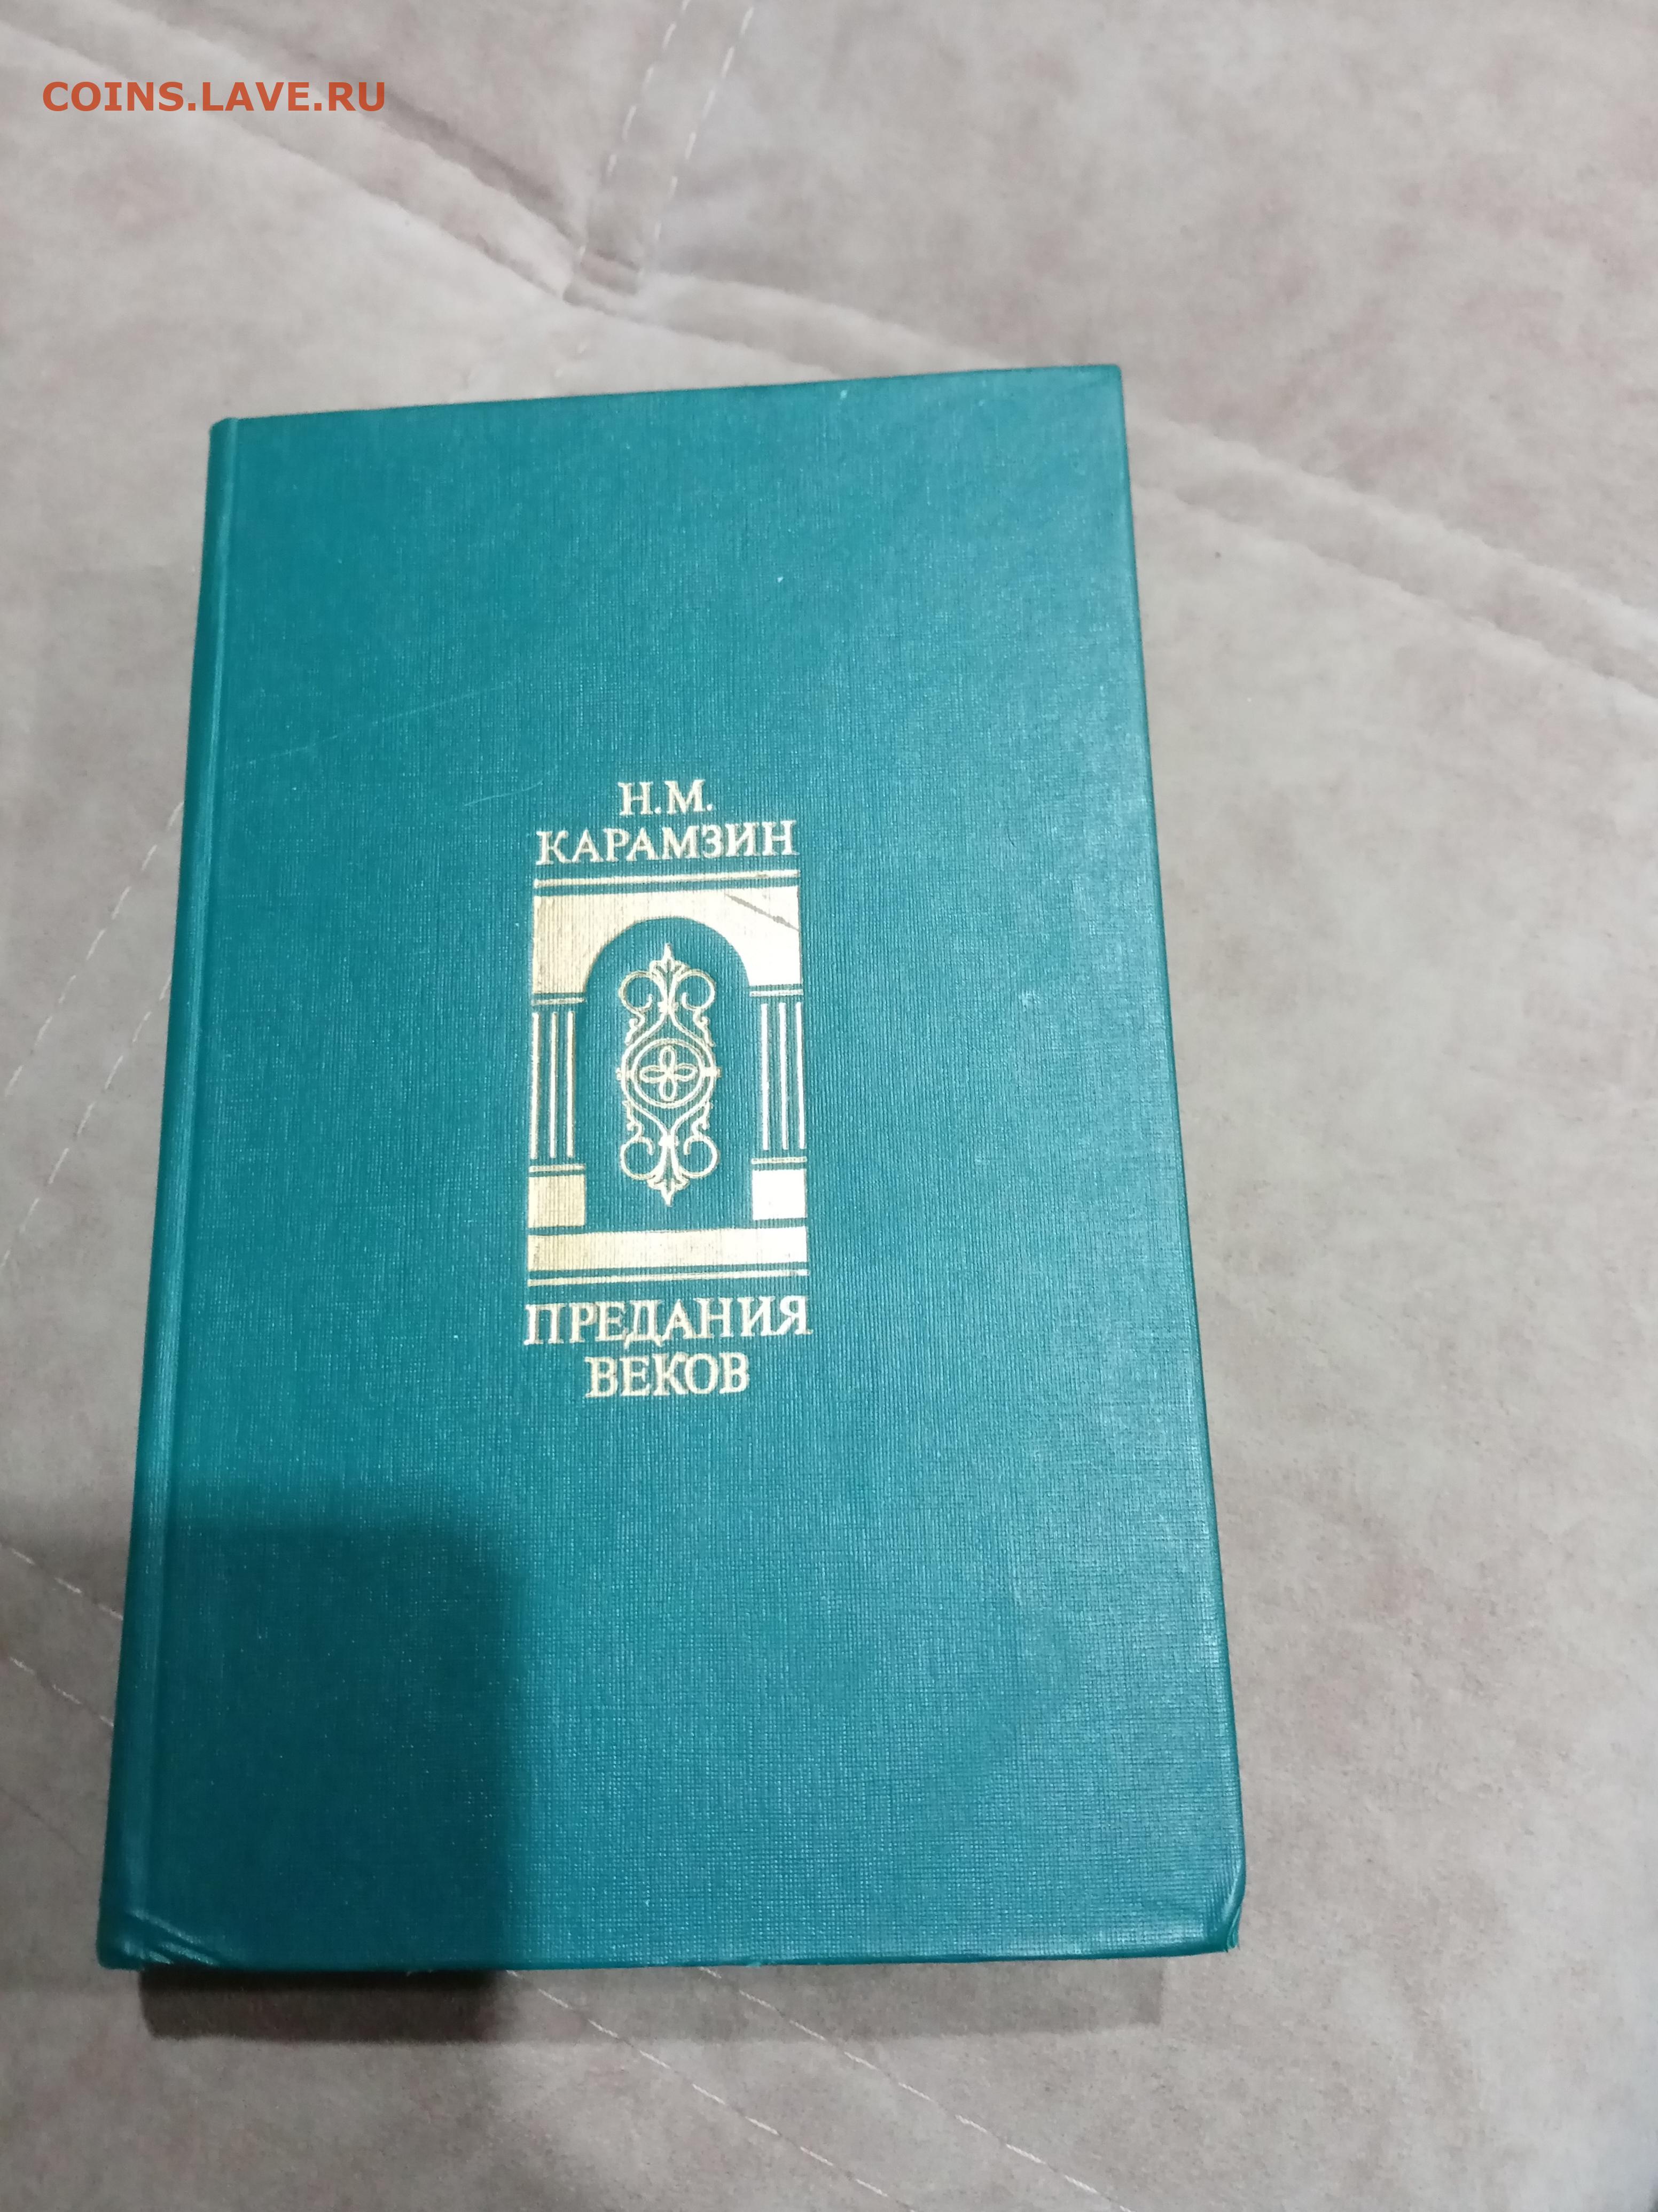 COINS.LAVE.RU
Н.М.
КАРАМЗИН
ПРЕДАНИЯ
ВЕКОВ